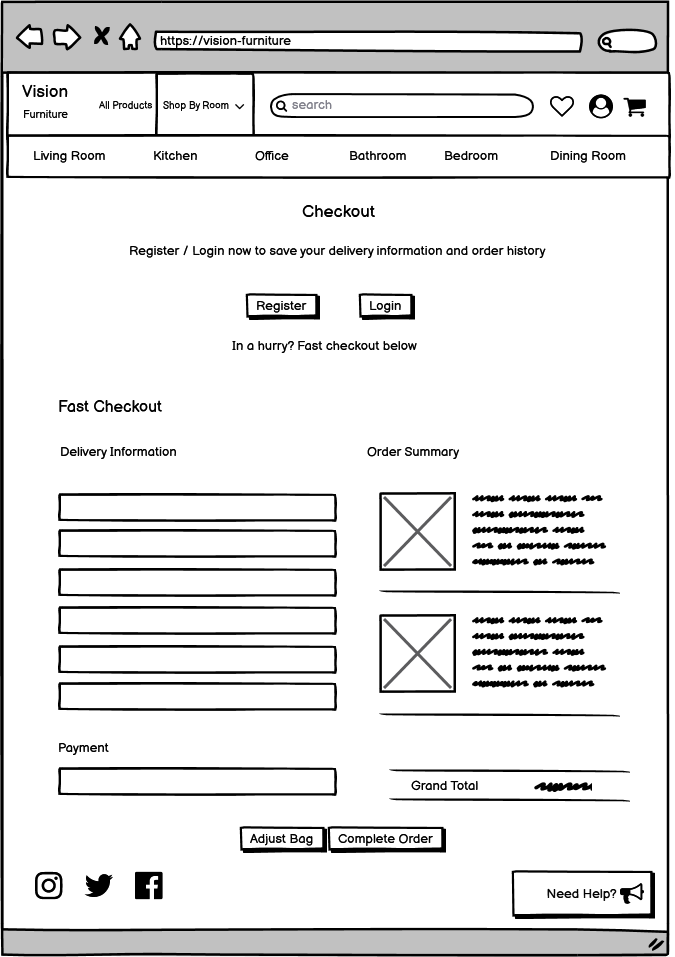 https://vision-furniture
Vision
Furniture
All Products
Shop By Room
search
Living Room
Kitchen
Office
Bathroom
Bedroom
Dining Room
Checkout
Register / Login now to save your delivery information and order history
Register
Login
In a hurry? Fast checkout below
Fast Checkout
Delivery Information
Order Summary
Payment
Grand Total
Adjust Bag
Complete Order
Need Help?